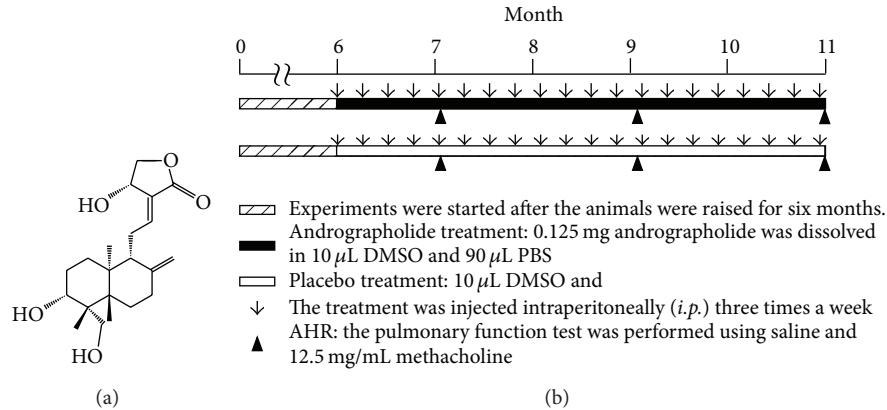 Month
0 6 7 8 9 10 11
O
HO
O
HO
HO
Experiments were started after the animals were raised for six months.
Andrographolide treatment: 0.125 mg andrographolide was dissolved
in 10 μL DMSO and 90 μL PBS
Placebo treatment: 10 μL DMSO and
The treatment was injected intraperitoneally (i.p.) three times a week
AHR: the pulmonary function test was performed using saline and
12.5 mg/mL methacholine
(a)
(b)